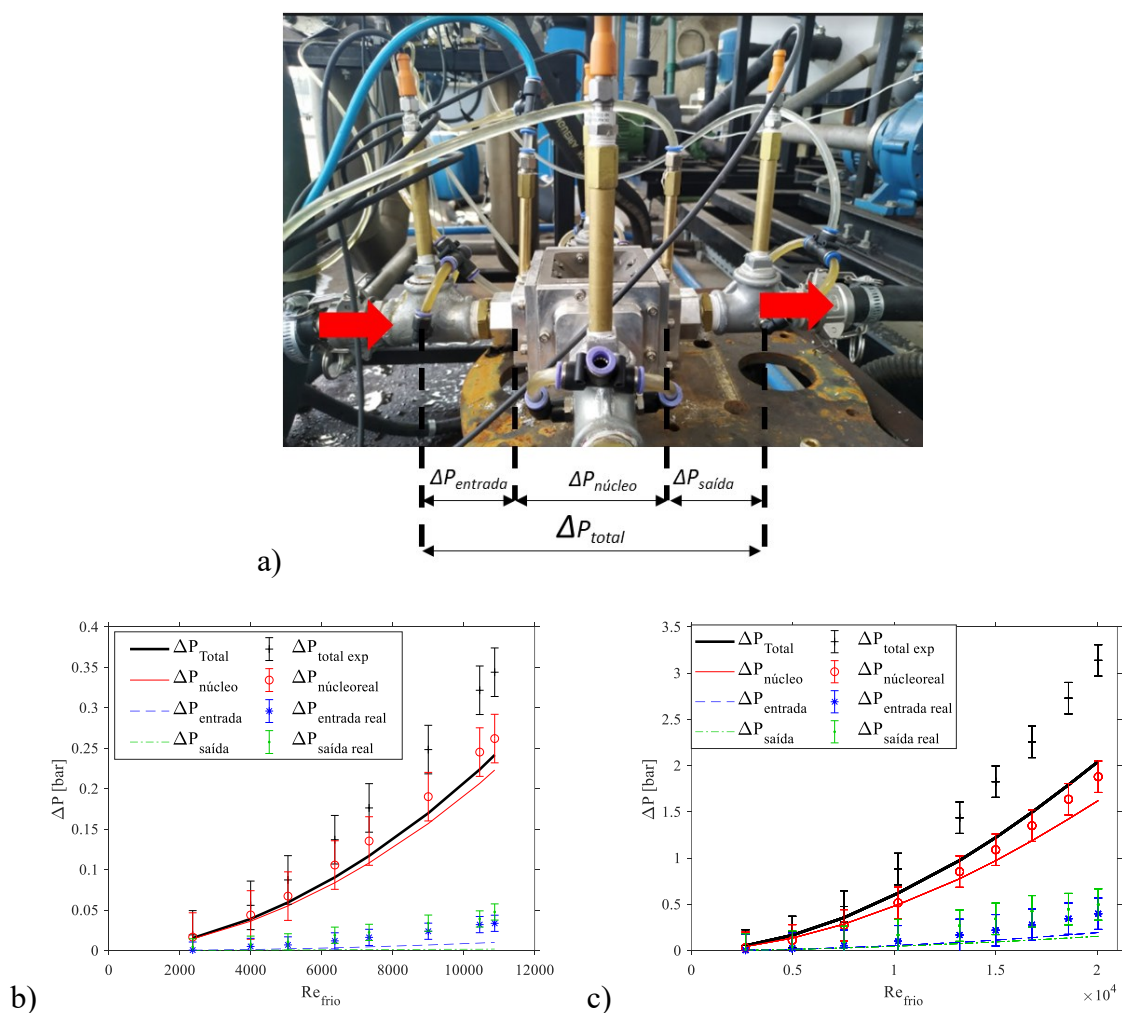 ΔPentrada
ΔPnúcleo
ΔPsaída
ΔPtotal
a)
0.4
0.35
0.3
0.25
0.2
0.15
0.1
0.05
0
ΔP [bar]
ΔPTotal
ΔPnúcleo
ΔPentrada
ΔPsaída
ΔPtotal exp
ΔPnúcleoreal
ΔPentrada real
ΔPsaída real
0 2000 4000 6000 8000 10000 12000
Refrio
b)
3.5
3
2.5
2
1.5
1
0.5
0
ΔP [bar]
ΔPTotal
ΔPnúcleo
ΔPentrada
ΔPsaída
ΔPtotal exp
ΔPnúcleoreal
ΔPentrada real
ΔPsaída real
0 0.5 1 1.5 2
×10⁴
Refrio
c)